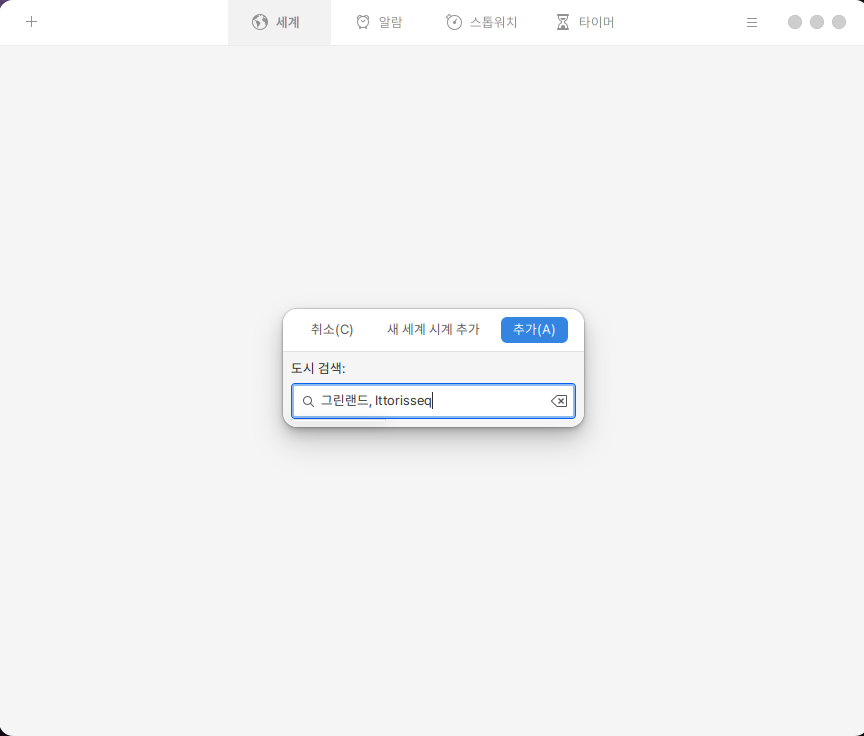 세계 알람 스톱워치 타이머
취소(C) 새 세계 시계 추가 추가(A)
도시 검색:
그린랜드, Ittorisseq